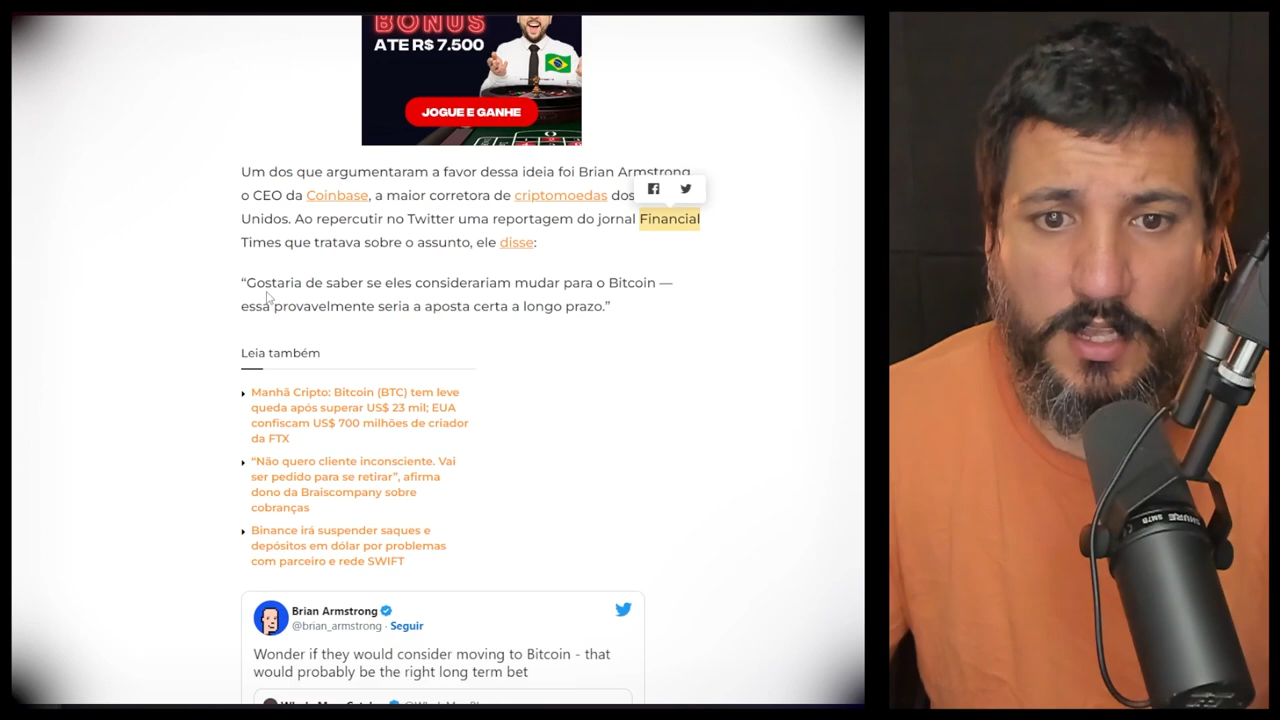 BONUS
ATE R$ 7.500
JOGUE E GANHE
Um dos que argumentaram a favor dessa ideia foi Brian Armstrong,
o CEO da Coinbase, a maior corretora de criptomoedas dos
Unidos. Ao repercutir no Twitter uma reportagem do jornal Financial
Times que tratava sobre o assunto, ele disse:
“Gostaria de saber se eles considerariam mudar para o Bitcoin —
essa provavelmente seria a aposta certa a longo prazo.”
Leia também
Manhã Cripto: Bitcoin (BTC) tem leve
queda após superar US$ 23 mil; EUA
confiscam US$ 700 milhões de criador
da FTX
“Não quero cliente inconsciente. Vai
ser pedido para se retirar”, afirma
dono da Braiscompany sobre
cobranças
Binance irá suspender saques e
depósitos em dólar por problemas
com parceiro e rede SWIFT
Brian Armstrong
@brian_armstrong · Seguir
Wonder if they would consider moving to Bitcoin - that
would probably be the right long term bet
SHURE SM7B